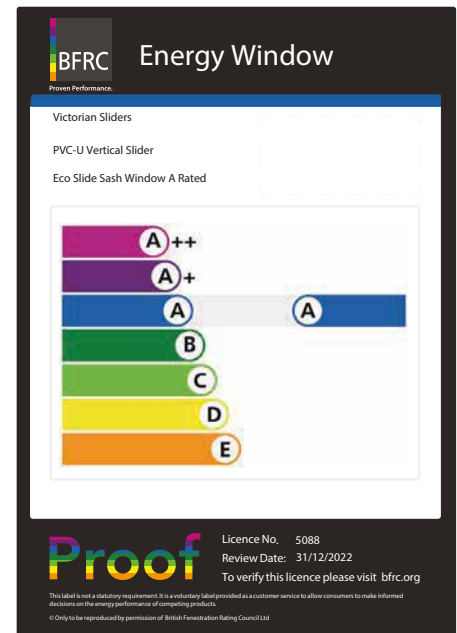 BFRC
Proven Performance.
Energy Window
Victorian Sliders
PVC-U Vertical Slider
Eco Slide Sash Window A Rated
A++
A+
A A
B
C
D
E
Proof
Licence No. 5088
Review Date: 31/12/2022
To verify this licence please visit bfrc.org
This label is not a statutory requirement. It is a voluntary label provided as a customer service to allow consumers to make informed
decisions on the energy performance of competing products.
© Only to be reproduced by permission of British Fenestration Rating Council Ltd